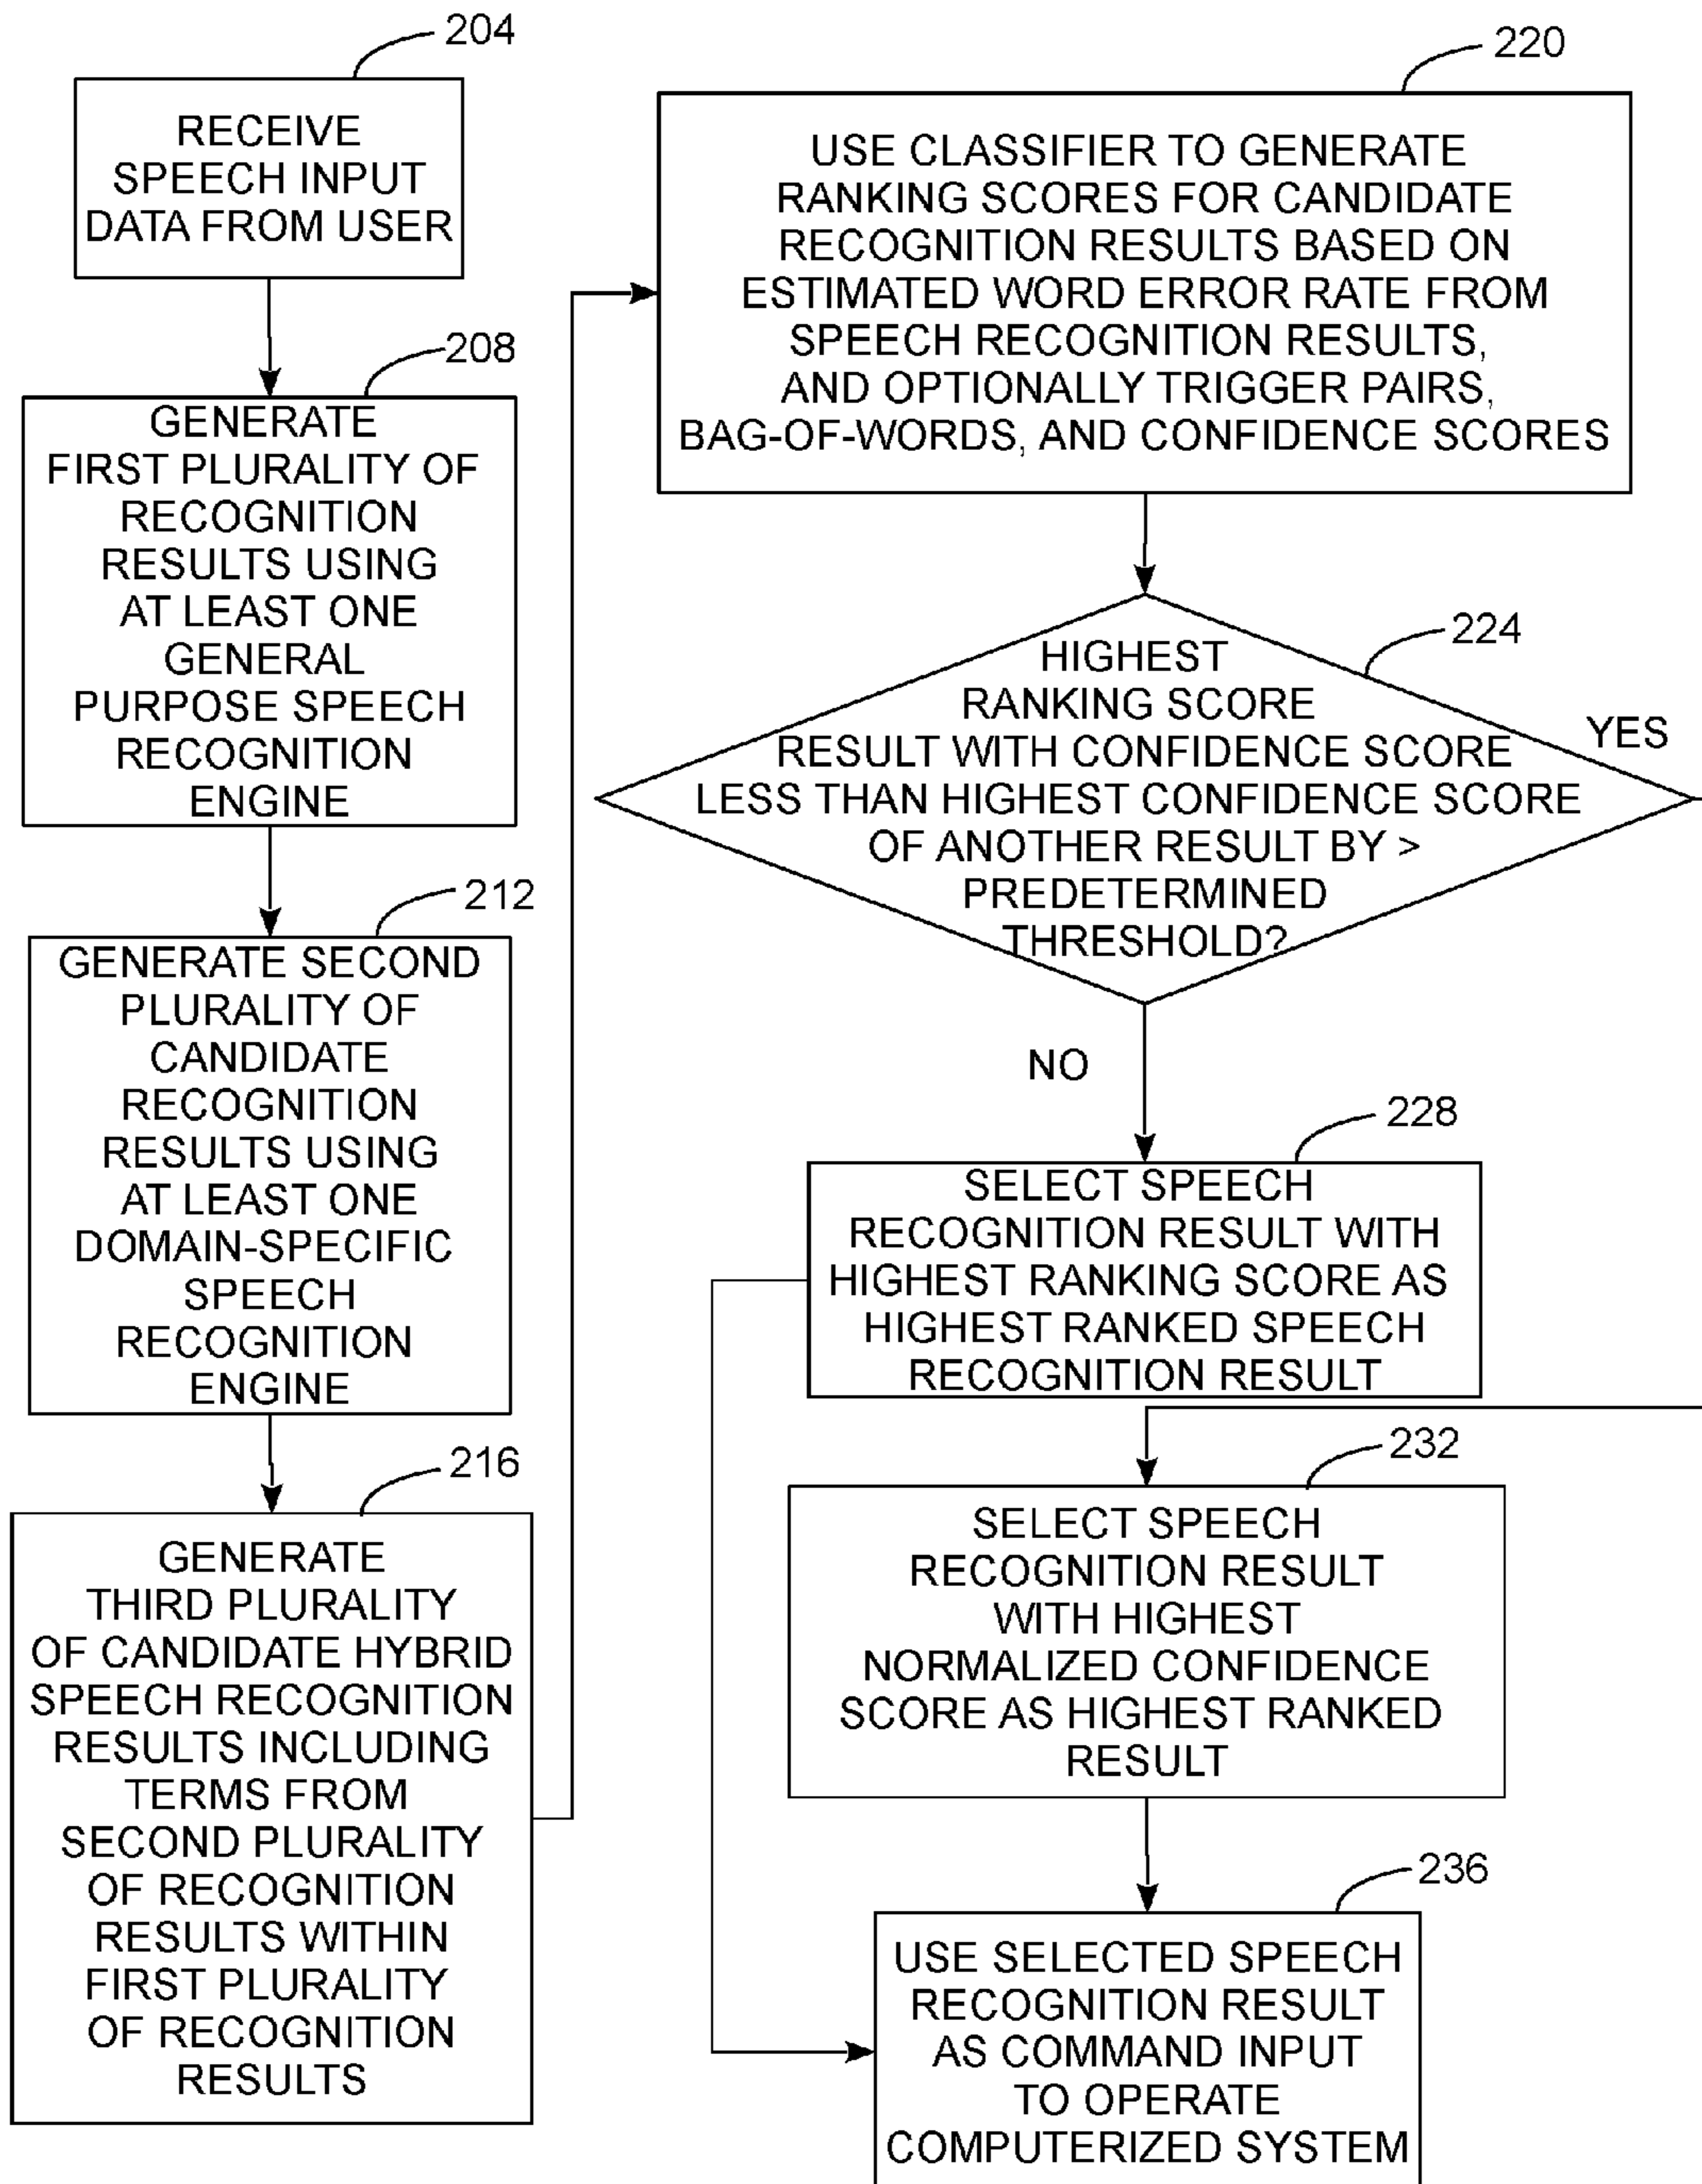 204
RECEIVE
SPEECH INPUT
DATA FROM USER
208
GENERATE
FIRST PLURALITY OF
RECOGNITION
RESULTS USING
AT LEAST ONE
GENERAL
PURPOSE SPEECH
RECOGNITION
ENGINE
212
GENERATE SECOND
PLURALITY OF
CANDIDATE
RECOGNITION
RESULTS USING
AT LEAST ONE
DOMAIN-SPECIFIC
SPEECH
RECOGNITION
ENGINE
216
GENERATE
THIRD PLURALITY
OF CANDIDATE HYBRID
SPEECH RECOGNITION
RESULTS INCLUDING
TERMS FROM
SECOND PLURALITY
OF RECOGNITION
RESULTS WITHIN
FIRST PLURALITY
OF RECOGNITION
RESULTS
220
USE CLASSIFIER TO GENERATE
RANKING SCORES FOR CANDIDATE
RECOGNITION RESULTS BASED ON
ESTIMATED WORD ERROR RATE FROM
SPEECH RECOGNITION RESULTS,
AND OPTIONALLY TRIGGER PAIRS,
BAG-OF-WORDS, AND CONFIDENCE SCORES
224
HIGHEST
RANKING SCORE
RESULT WITH CONFIDENCE SCORE
LESS THAN HIGHEST CONFIDENCE SCORE
OF ANOTHER RESULT BY >
PREDETERMINED
THRESHOLD?
YES
NO
228
SELECT SPEECH
RECOGNITION RESULT WITH
HIGHEST RANKING SCORE AS
HIGHEST RANKED SPEECH
RECOGNITION RESULT
232
SELECT SPEECH
RECOGNITION RESULT
WITH HIGHEST
NORMALIZED CONFIDENCE
SCORE AS HIGHEST RANKED
RESULT
236
USE SELECTED SPEECH
RECOGNITION RESULT
AS COMMAND INPUT
TO OPERATE
COMPUTERIZED SYSTEM